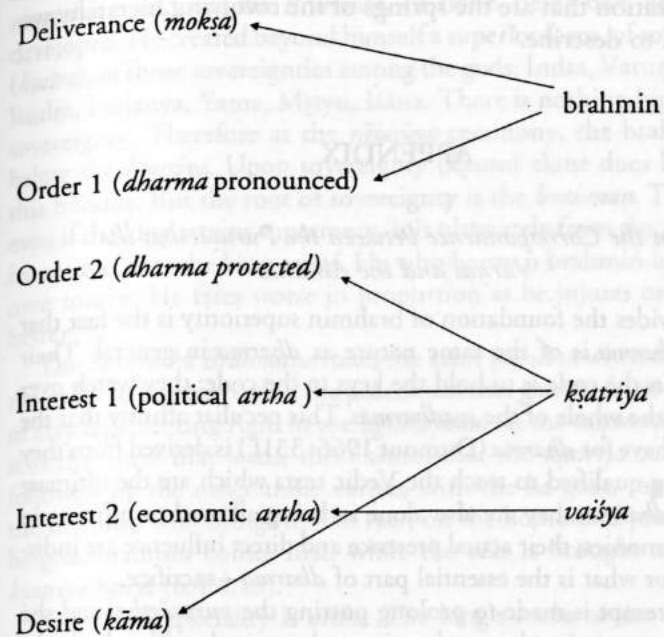 Deliverance (mokṣa)
brahmin
Order 1 (dharma pronounced)
Order 2 (dharma protected)
Interest 1 (political artha )
ksatriya
Interest 2 (economic artha)
vaiśya
Desire (kāma)